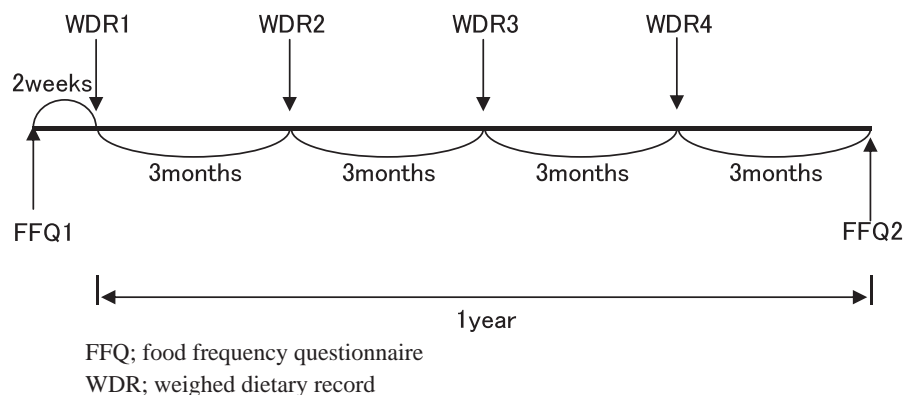 WDR1 WDR2 WDR3 WDR4
2weeks
3months 3months 3months 3months
FFQ1 FFQ2
1year
FFQ; food frequency questionnaire
WDR; weighed dietary record